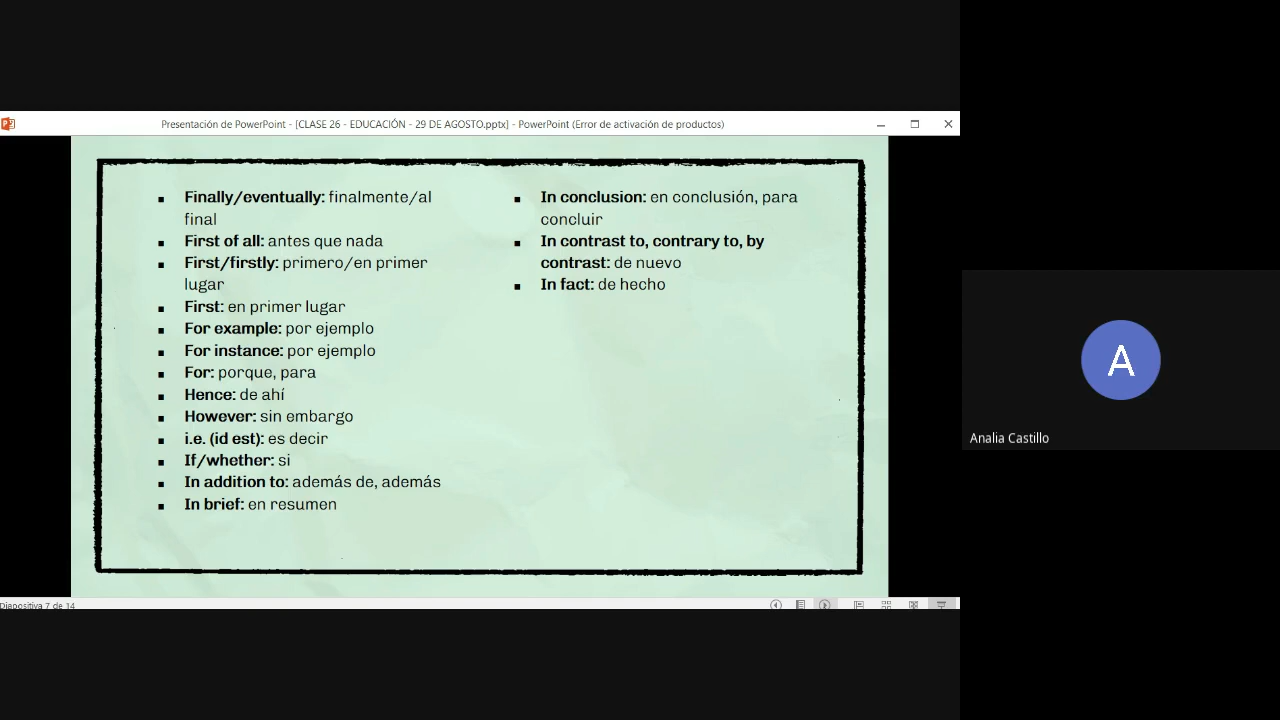 Presentación de PowerPoint - [CLASE 26 - EDUCACIÓN - 29 DE AGOSTO.pptx] - PowerPoint (Error de activación de productos)
Finally/eventually: finalmente/al
final
First of all: antes que nada
First/firstly: primero/en primer
lugar
First: en primer lugar
For example: por ejemplo
For instance: por ejemplo
For: porque, para
Hence: de ahí
However: sin embargo
i.e. (id est): es decir
If/whether: si
In addition to: además de, además
In brief: en resumen
In conclusion: en conclusión, para
concluir
In contrast to, contrary to, by
contrast: de nuevo
In fact: de hecho
A
Analia Castillo
Diapositiva 7 de 14